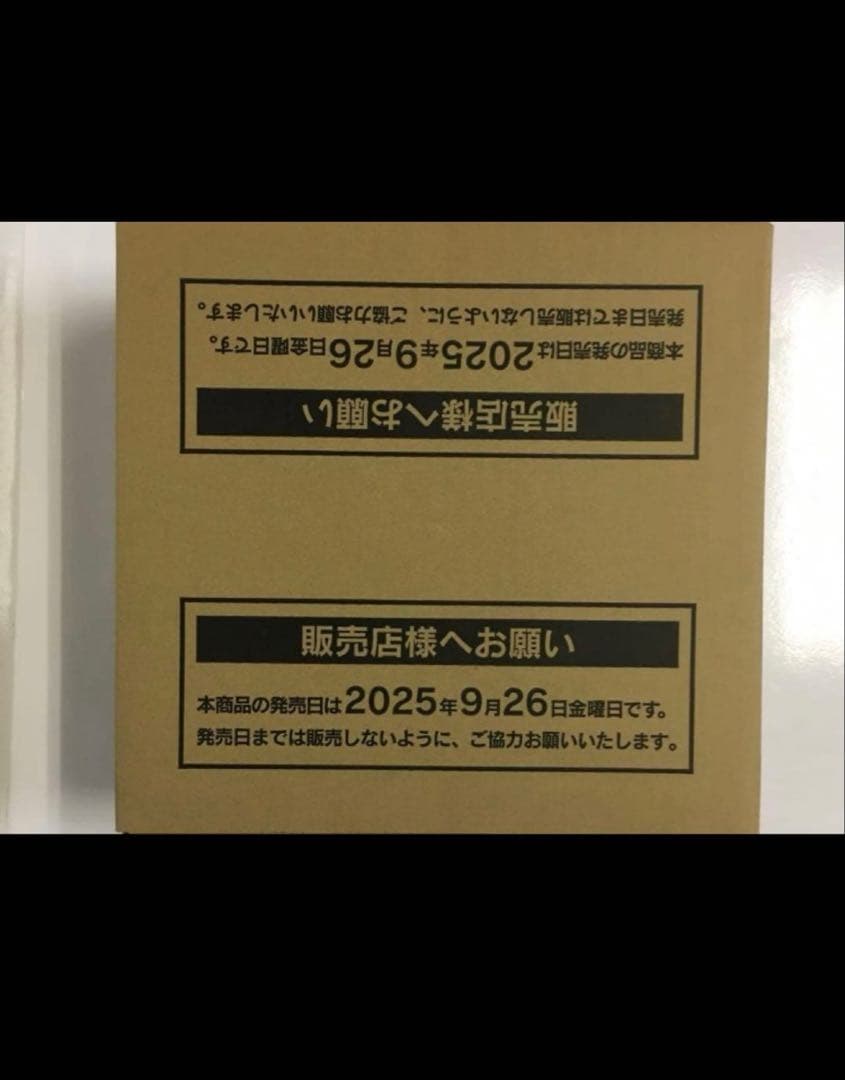 発売日までは販売しないように、ご協力お願いいたします。
本商品の発売日は2025年9月26日金曜日です。
販売店様へお願い
販売店様へお願い
本商品の発売日は2025年9月26日金曜日です。
発売日までは販売しないように、ご協力お願いいたします。